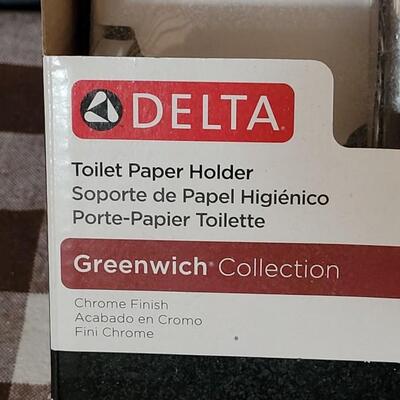 DELTA®
Toilet Paper Holder
Soporte de Papel Higiénico
Porte-Papier Toilette
Greenwich® Collection
Chrome Finish
Acabado en Cromo
Fini Chrome